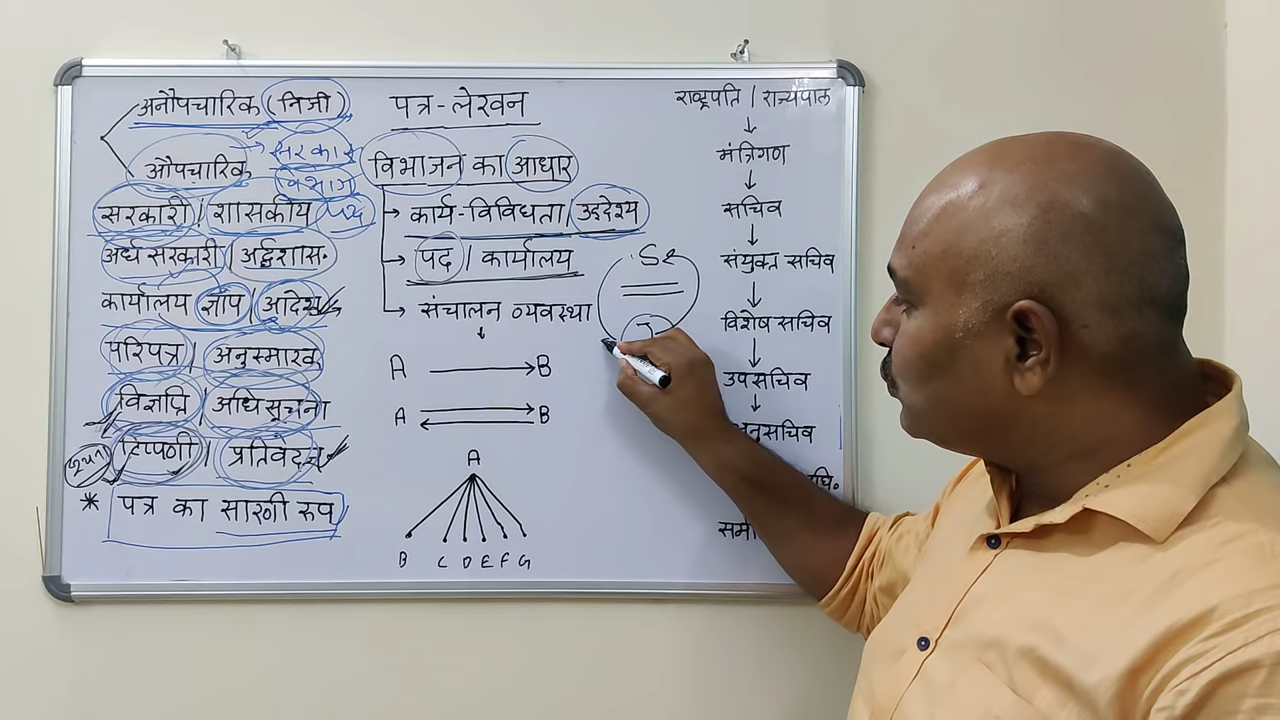 अनौपचारिक (निजी)
औपचारिक → सरकार
विभाग
सरकारी / शासकीय पद
अर्ध सरकारी / अर्द्धशास.
कार्यालय ज्ञाप / आदेश
परिपत्र / अनुस्मारक
विज्ञप्ति / अधिसूचना
टिप्पणी / प्रतिवेदन
* पत्र का सारणी रूप
पत्र-लेखन
विभाजन का आधार
→ कार्य-विविधता / उद्देश्य
→ पद / कार्यालय
→ संचालन व्यवस्था
↓
A → B
A B
A
B C D E F G
राष्ट्रपति / राज्यपाल
↓
मंत्रिगण
↓
सचिव
↓
संयुक्त सचिव
↓
विशेष सचिव
↓
उपसचिव
↓
अनुसचिव